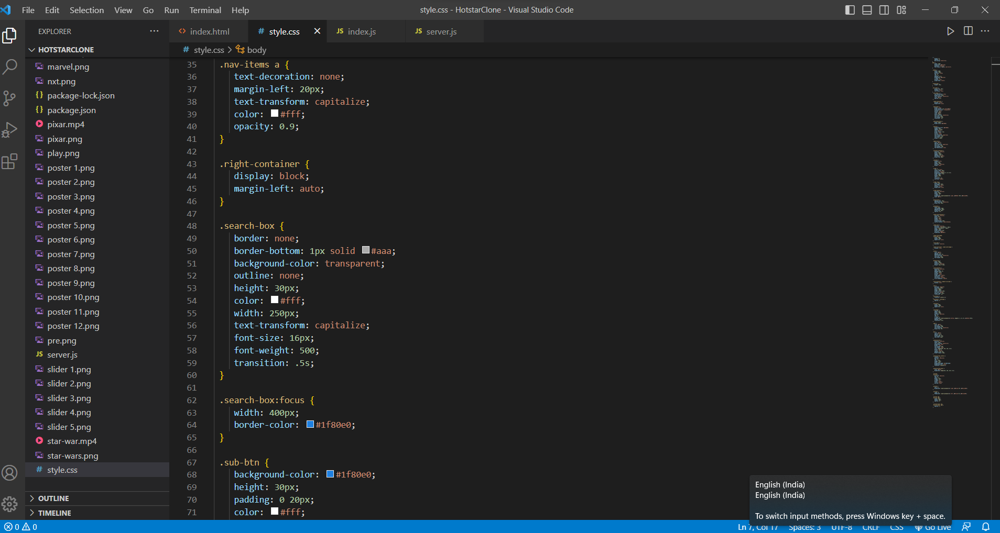 File Edit Selection View Go Run Terminal Help
style.css - HotstarClone - Visual Studio Code
EXPLORER
HOTSTARCLONE
marvel.png
nxt.png
{} package-lock.json
{} package.json
pixar.mp4
pixar.png
play.png
poster 1.png
poster 2.png
poster 3.png
poster 4.png
poster 5.png
poster 6.png
poster 7.png
poster 8.png
poster 9.png
poster 10.png
poster 11.png
poster 12.png
pre.png
JS server.js
slider 1.png
slider 2.png
slider 3.png
slider 4.png
slider 5.png
star-war.mp4
star-wars.png
# style.css
OUTLINE
TIMELINE
<> index.html # style.css JS index.js JS server.js
# style.css > body
35 .nav-items a {
36 text-decoration: none;
37 margin-left: 20px;
38 text-transform: capitalize;
39 color: #fff;
40 opacity: 0.9;
41 }
42
43 .right-container {
44 display: block;
45 margin-left: auto;
46 }
47
48 .search-box {
49 border: none;
50 border-bottom: 1px solid #aaa;
51 background-color: transparent;
52 outline: none;
53 height: 30px;
54 color: #fff;
55 width: 250px;
56 text-transform: capitalize;
57 font-size: 16px;
58 font-weight: 500;
59 transition: .5s;
60 }
61
62 .search-box:focus {
63 width: 400px;
64 border-color: #1f80e0;
65 }
66
67 .sub-btn {
68 background-color: #1f80e0;
69 height: 30px;
70 padding: 0 20px;
71 color: #fff;
English (India)
English (India)
To switch input methods, press Windows key + space.
0 0
Ln 7, Col 17 Spaces: 3 UTF-8 CRLF CSS Go Live